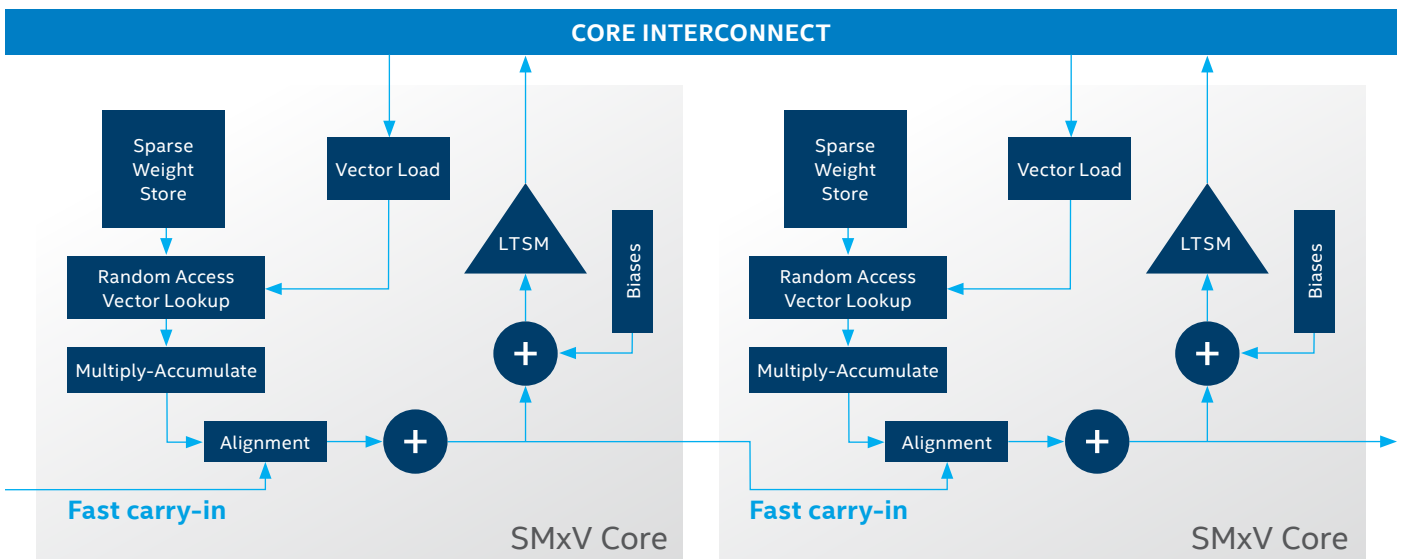 CORE INTERCONNECT
Sparse
Weight
Store
Vector Load
LTSM
Biases
Random Access
Vector Lookup
+
Multiply-Accumulate
Alignment
+
Fast carry-in
SMxV Core
Sparse
Weight
Store
Vector Load
LTSM
Biases
Random Access
Vector Lookup
+
Multiply-Accumulate
Alignment
+
Fast carry-in
SMxV Core